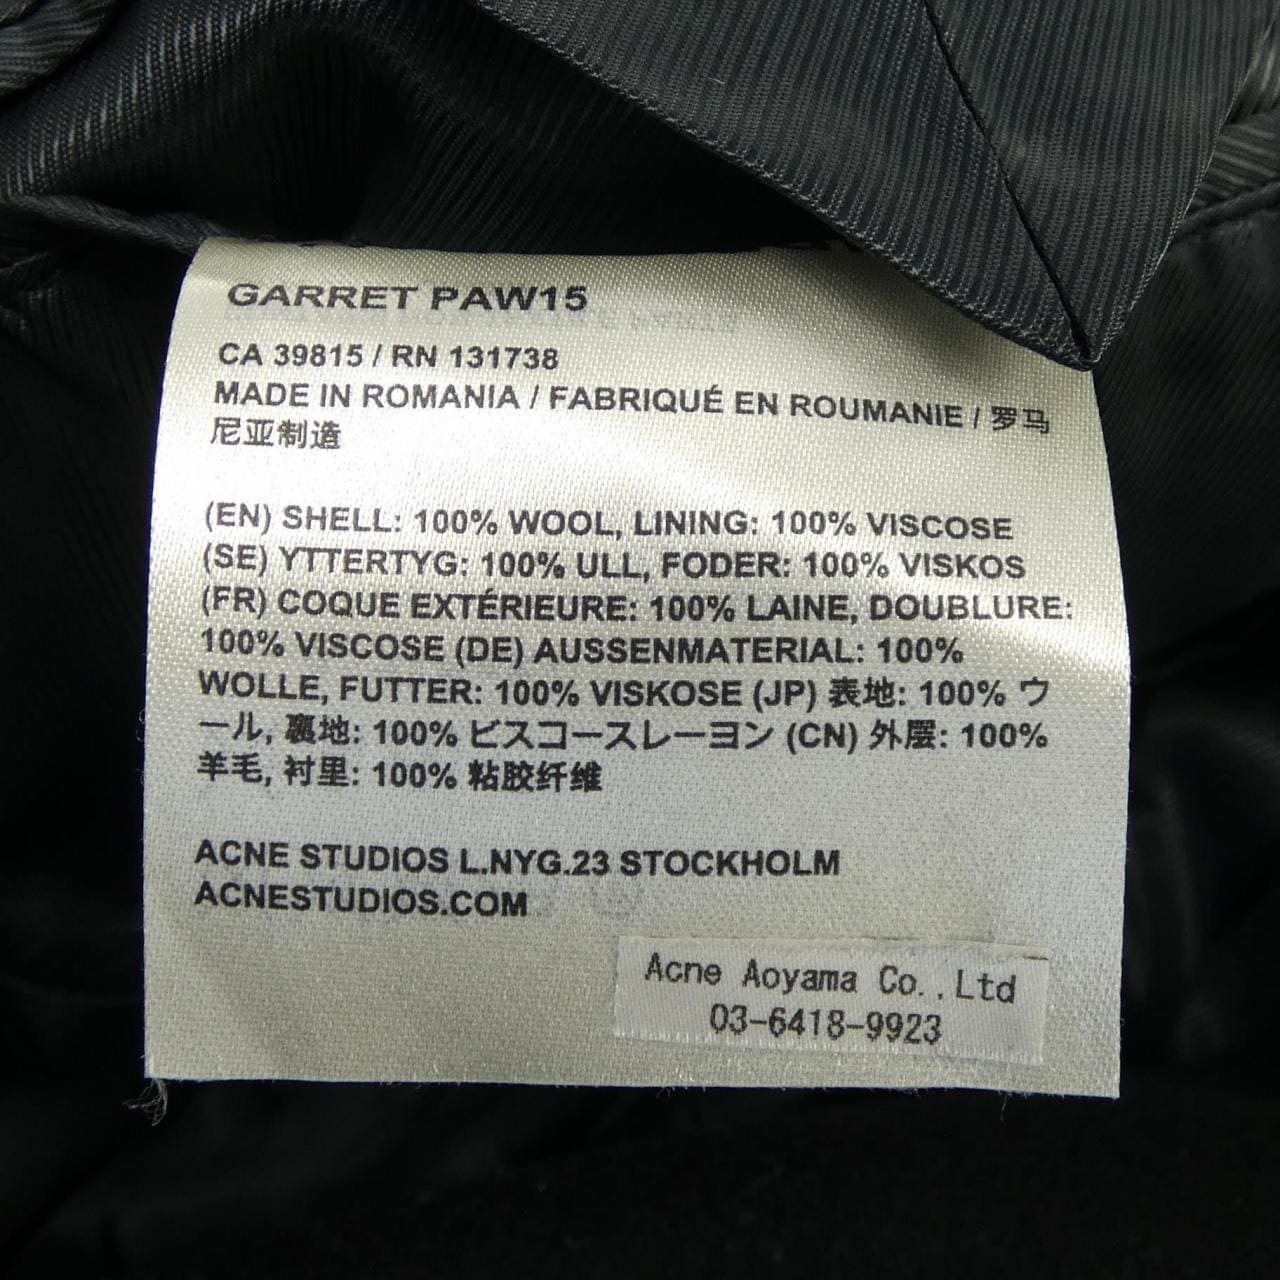 GARRET PAW15
CA 39815 / RN 131738
MADE IN ROMANIA / FABRIQUÉ EN ROUMANIE / 罗马
尼亚制造
(EN) SHELL: 100% WOOL, LINING: 100% VISCOSE
(SE) YTTERTYG: 100% ULL, FODER: 100% VISKOS
(FR) COQUE EXTÉRIEURE: 100% LAINE, DOUBLURE:
100% VISCOSE (DE) AUSSENMATERIAL: 100%
WOLLE, FUTTER: 100% VISKOSE (JP) 表地: 100% ウ
ール, 裏地: 100% ビスコースレーヨン (CN) 外层: 100%
羊毛, 衬里: 100% 粘胶纤维
ACNE STUDIOS L.NYG.23 STOCKHOLM
ACNESTUDIOS.COM
Acne Aoyama Co.,Ltd
03-6418-9923